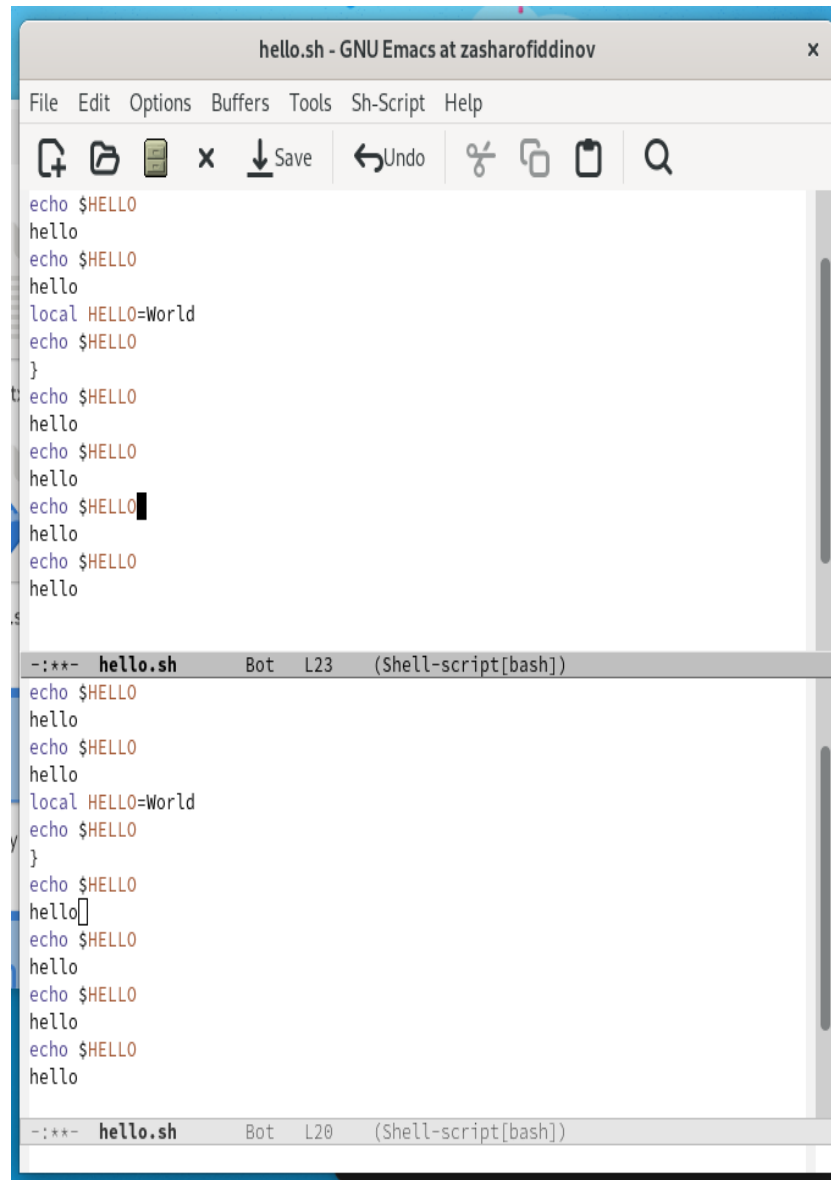 hello.sh - GNU Emacs at zasharofiddinov x
File Edit Options Buffers Tools Sh-Script Help
Save Undo
echo $HELLO
hello
echo $HELLO
hello
local HELLO=World
echo $HELLO
}
echo $HELLO
hello
echo $HELLO
hello
echo $HELLO
hello
echo $HELLO
hello
-:**- hello.sh Bot L23 (Shell-script[bash])
echo $HELLO
hello
echo $HELLO
hello
local HELLO=World
echo $HELLO
}
echo $HELLO
hello
echo $HELLO
hello
echo $HELLO
hello
echo $HELLO
hello
-:**- hello.sh Bot L20 (Shell-script[bash])